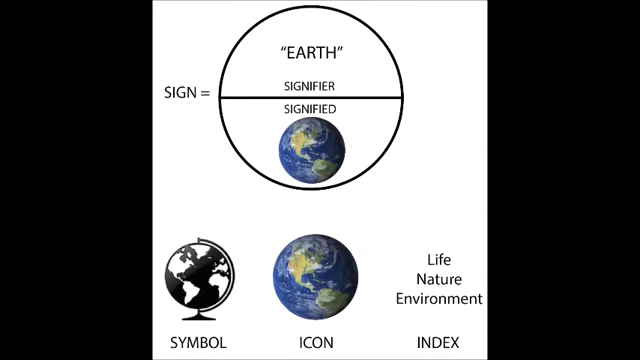 “EARTH”
SIGNIFIER
SIGN =
SIGNIFIED
Life
Nature
Environment
SYMBOL
ICON
INDEX